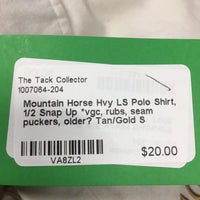 The Tack Collector
1007064-204
Mountain Horse Hvy LS Polo Shirt,
1/2 Snap Up *vgc, rubs, seam
puckers, older? Tan/Gold S
VA8ZL2
$20.00